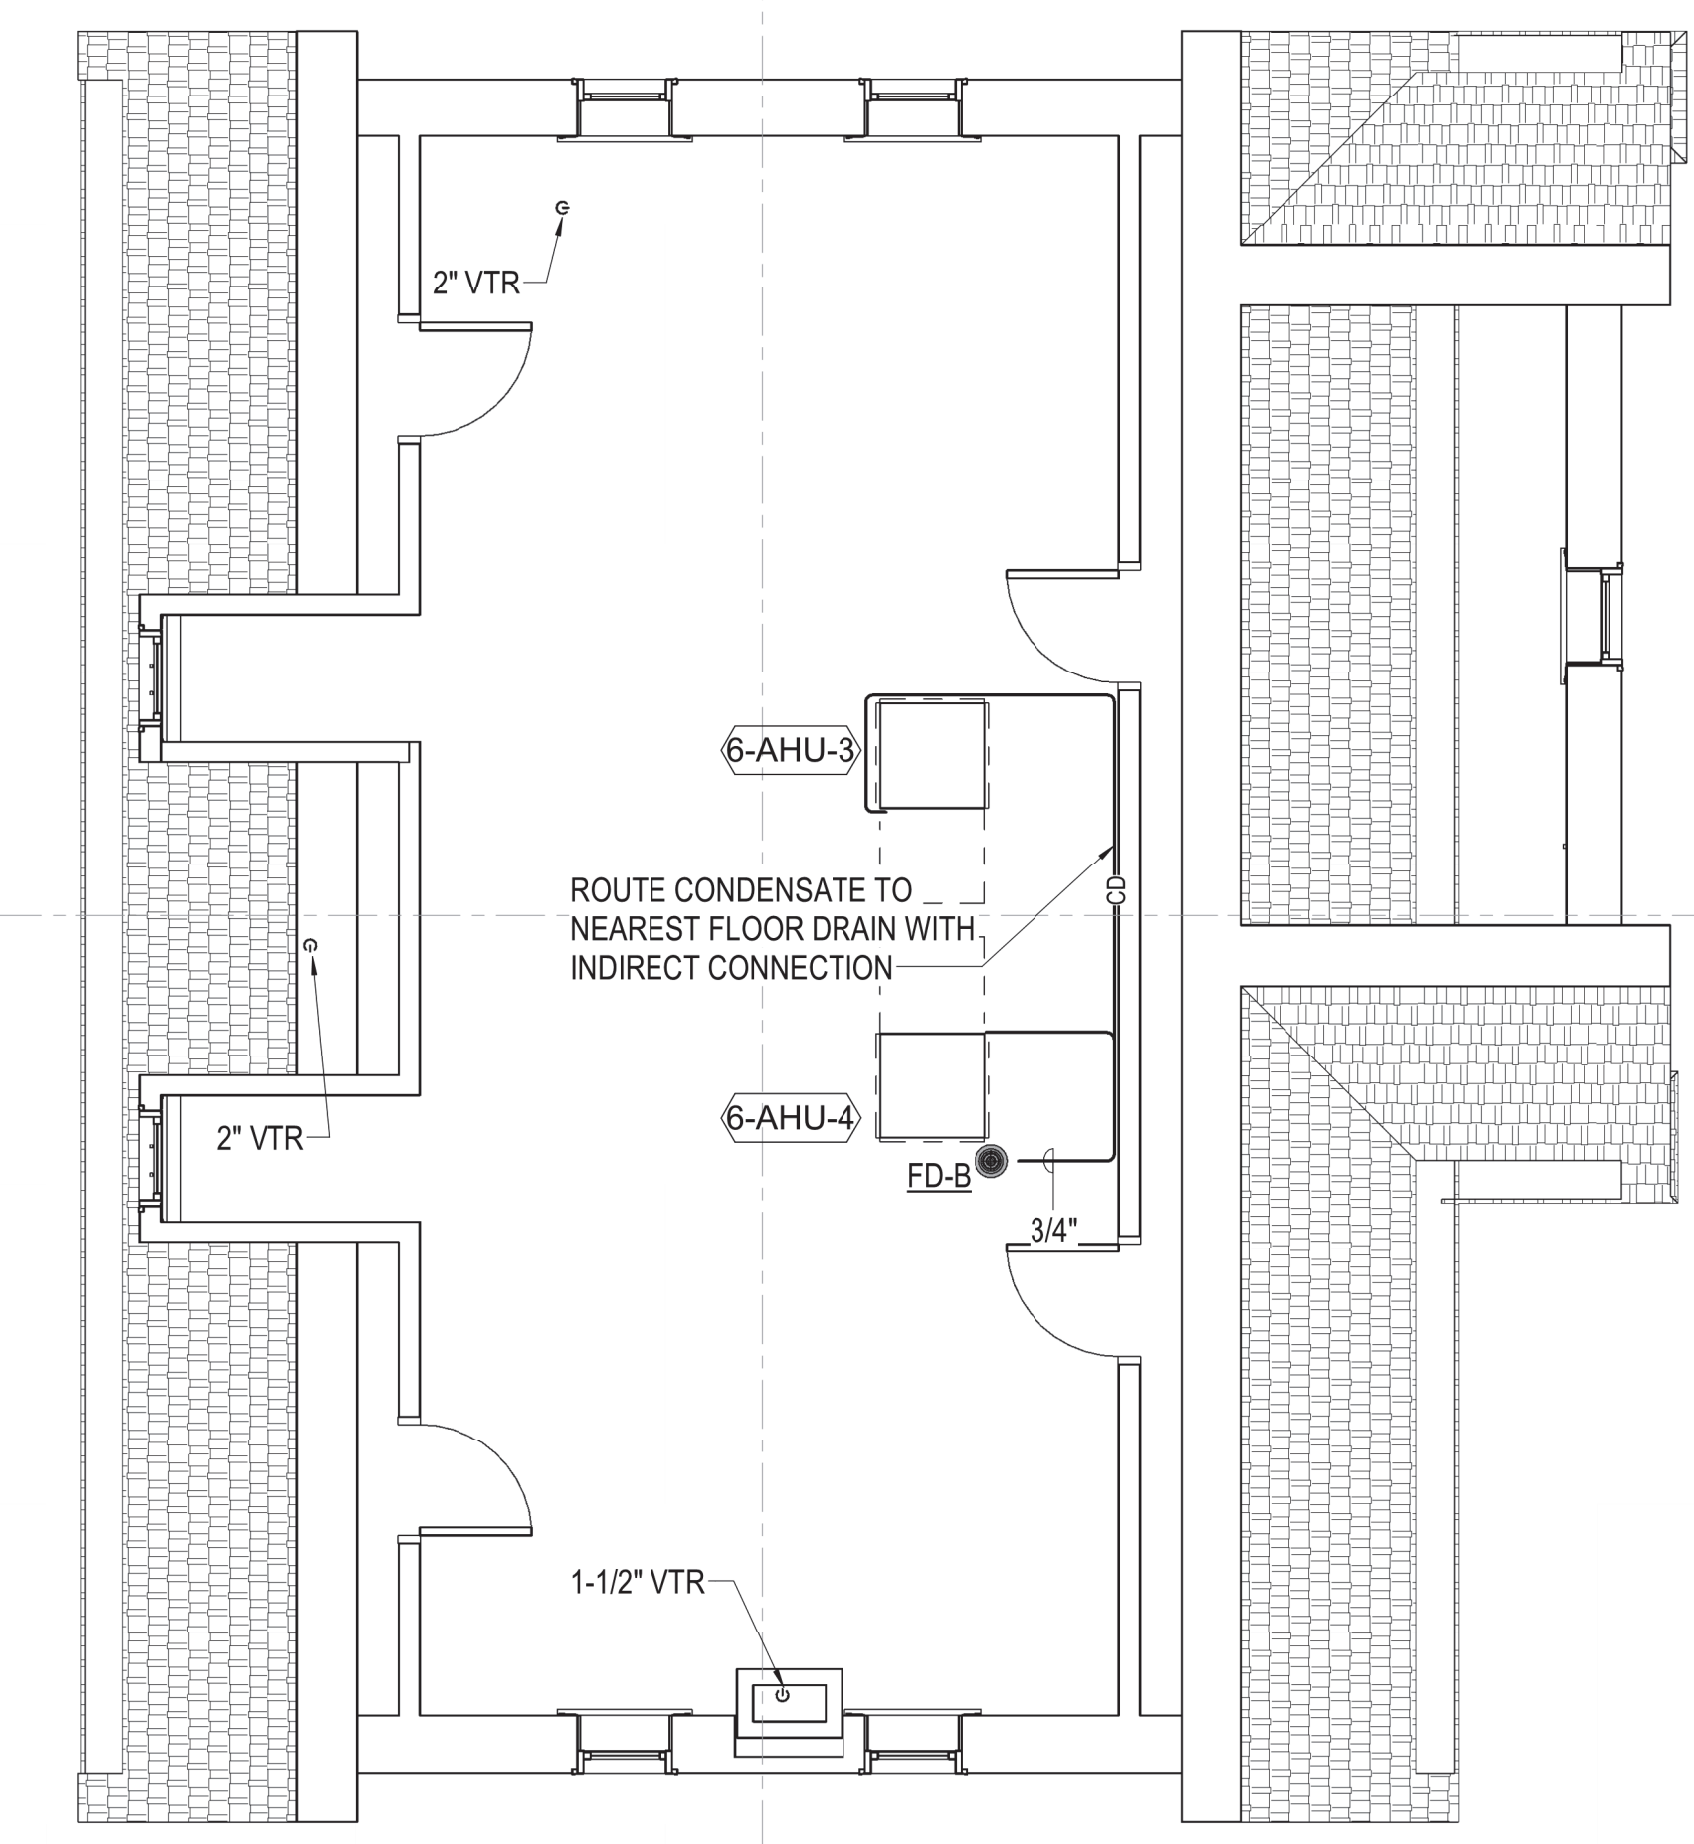 2" VTR
6-AHU-3
ROUTE CONDENSATE TO
NEAREST FLOOR DRAIN WITH
INDIRECT CONNECTION
CD
2" VTR
6-AHU-4
FD-B
3/4"
1-1/2" VTR